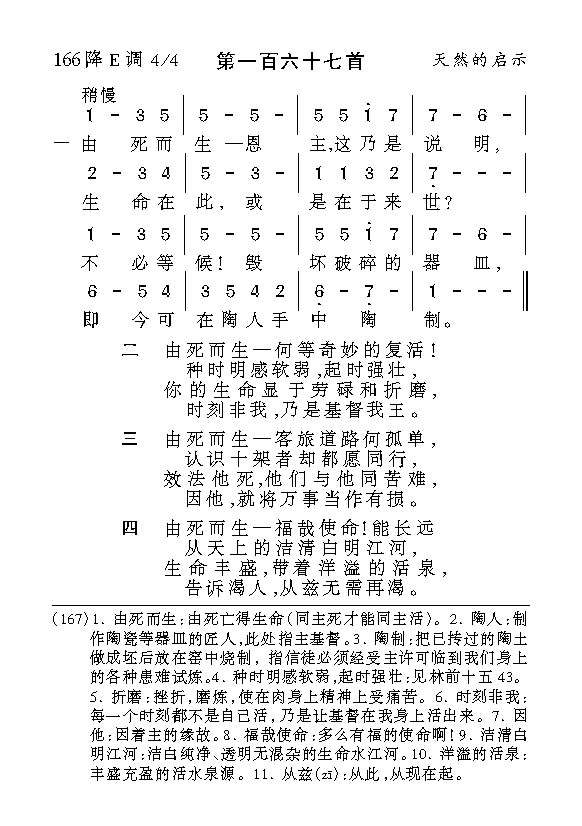 166降E调 4/4 第一百六十七首 天然的启示
稍慢
1 - 3 5 | 5 - 5 - | 5 5 1 7 | 7 - 6 - |
一 由 死而 生—恩 主,这乃是 说 明,
2 - 3 4 | 5 - 3 - | 1 1 3 2 | 7 - - - |
生 命在 此, 或 是在于来 世?
1 - 3 5 | 5 - 5 - | 5 5 1 7 | 7 - 6 - |
不 必等 候! 毁 坏破碎的 器 皿,
6 - 5 4 | 3 5 4 2 | 6 - 7 - | 1 - - - ‖
即 今可 在陶人手 中 陶 制。
二 由死而生—何等奇妙的复活!
种时明感软弱,起时强壮,
你的生命显于劳碌和折磨,
时刻非我,乃是基督我王。
三 由死而生—客旅道路何孤单,
认识十架者却都愿同行,
效法他死,他们与他同苦难,
因他,就将万事当作有损。
四 由死而生—福哉使命!能长远
从天上的洁清白明江河,
生命丰盛,带着洋溢的活泉,
告诉渴人,从兹无需再渴。
(167)1. 由死而生:由死亡得生命(同主死才能同主活)。2. 陶人:制
作陶瓷等器皿的匠人,此处指主基督。3. 陶制:把已抟过的陶土
做成坯后放在窑中烧制, 指信徒必须经受主许可临到我们身上
的各种患难试炼。4. 种时明感软弱,起时强壮:见林前十五43。
5. 折磨:挫折,磨炼,使在肉身上精神上受痛苦。6. 时刻非我:
每一个时刻都不是自己活,乃是让基督在我身上活出来。7. 因
他:因着主的缘故。8. 福哉使命:多么有福的使命啊!9. 洁清白
明江河:洁白纯净、透明无混杂的生命水江河。10. 洋溢的活泉:
丰盛充盈的活水泉源。11. 从兹(zī):从此,从现在起。